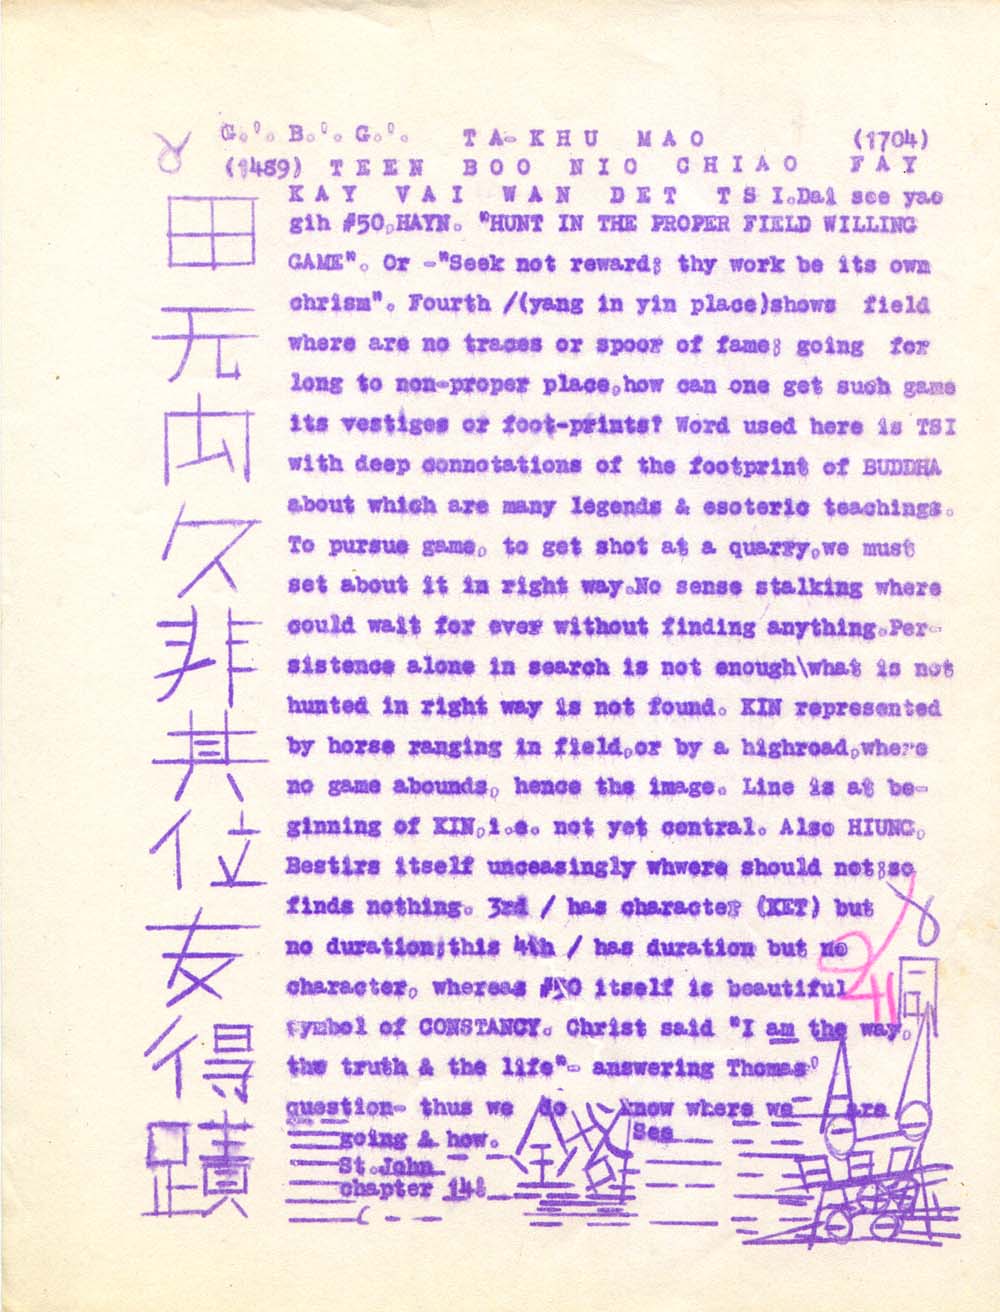 G.'. B.'. G.'. TA-KHU MAO (1704)
(1489) TEEN BOO NIO CHIAO FAY
KAY VAI WAN DET TSI.Dai see yao
gih #50,HAYN. "HUNT IN THE PROPER FIELD WILLING
GAME". Or -"Seek not reward; thy work be its own
chrism". Fourth /(yang in yin place)shows field
where are no traces or spoor of fame; going for
long to non-proper place,how can one get such game
its vestiges or foot-prints? Word used here is TSI
with deep connotations of the footprint of BUDDHA
about which are many legends & esoteric teachings.
To pursue game, to get shot at a quarry,we must
set about it in right way.No sense stalking where
could wait for ever without finding anything.Per-
sistence alone in search is not enough\what is not
hunted in right way is not found. KIN represented
by horse ranging in field,or by a highroad,where
no game abounds, hence the image. Line is at be-
ginning of KIN,i.e. not yet central. Also HIUNG,
Bestirs itself unceasingly whwere should not;so
finds nothing. 3rd / has character (KET) but
no duration;this 4th / has duration but no
character, whereas #50 itself is beautiful
symbol of CONSTANCY. Christ said "I am the way,
the truth & the life"- answering Thomas'
question- thus we do know where we are
going & how. See
St.John
chapter 14:
田
无
禽
久
非
其
位
安
得
蹟
211